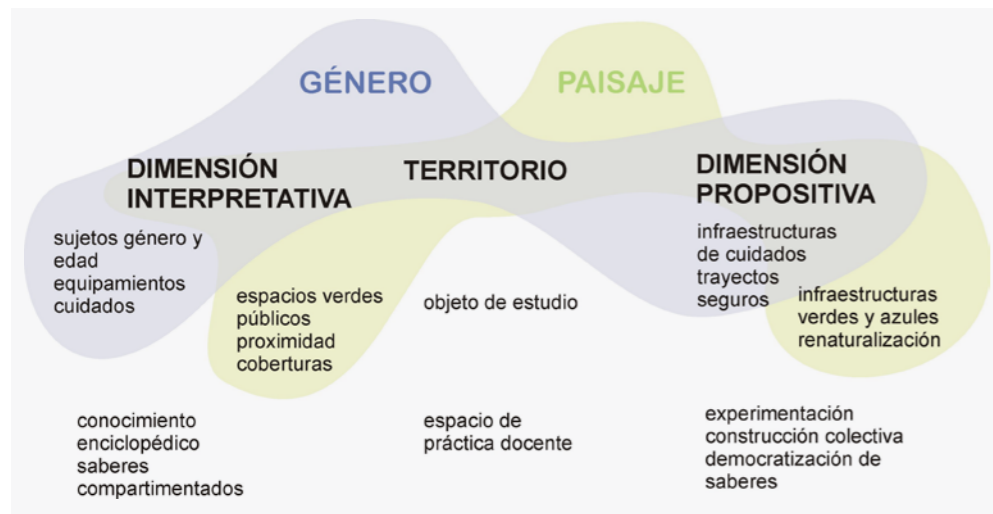 GÉNERO
PAISAJE
DIMENSIÓN
INTERPRETATIVA
TERRITORIO
DIMENSIÓN
PROPOSITIVA
sujetos género y
edad
equipamientos
cuidados
espacios verdes
públicos
proximidad
coberturas
objeto de estudio
infraestructuras
de cuidados
trayectos
seguros
infraestructuras
verdes y azules
renaturalización
conocimiento
enciclopédico
saberes
compartimentados
espacio de
práctica docente
experimentación
construcción colectiva
democratización de
saberes